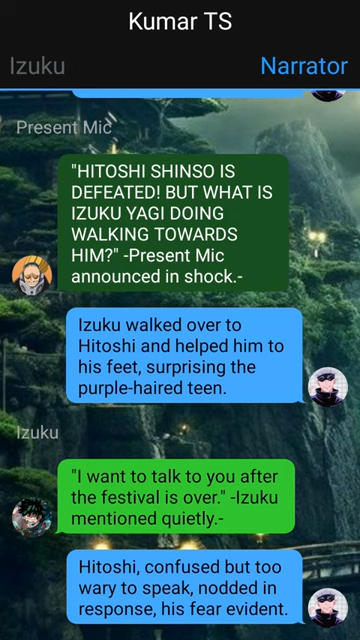 Kumar TS
Izuku
Narrator
Present Mic
"HITOSHI SHINSO IS
DEFEATED! BUT WHAT IS
IZUKU YAGI DOING
WALKING TOWARDS
HIM?" -Present Mic
announced in shock.-
Izuku walked over to
Hitoshi and helped him to
his feet, surprising the
purple-haired teen.
Izuku
"I want to talk to you after
the festival is over." -Izuku
mentioned quietly.-
Hitoshi, confused but too
wary to speak, nodded in
response, his fear evident.